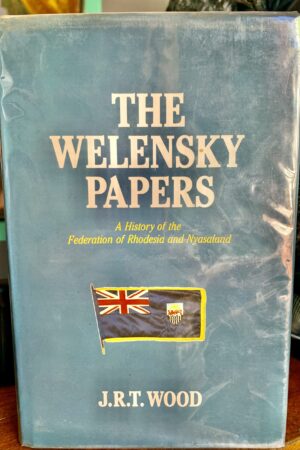 THE
WELENSKY
PAPERS
A History of the
Federation of Rhodesia and Nyasaland
J.R.T. WOOD